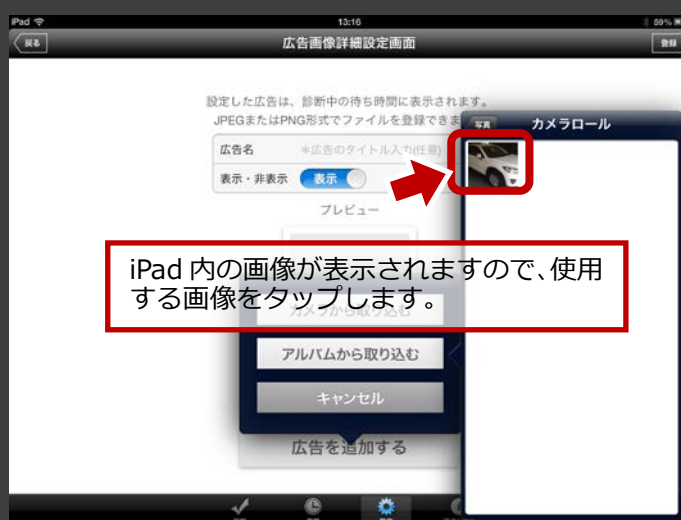 iPad
13:16
59%
戻る
広告画像詳細設定画面
登録
設定した広告は、診断中の待ち時間に表示されます。
JPEGまたはPNG形式でファイルを登録できま
広告名 *広告のタイトル入力(任意)
表示・非表示 表示
プレビュー
写真
カメラロール
iPad 内の画像が表示されますので、使用
する画像をタップします。
カメラから取り込む
アルバムから取り込む
キャンセル
広告を追加する